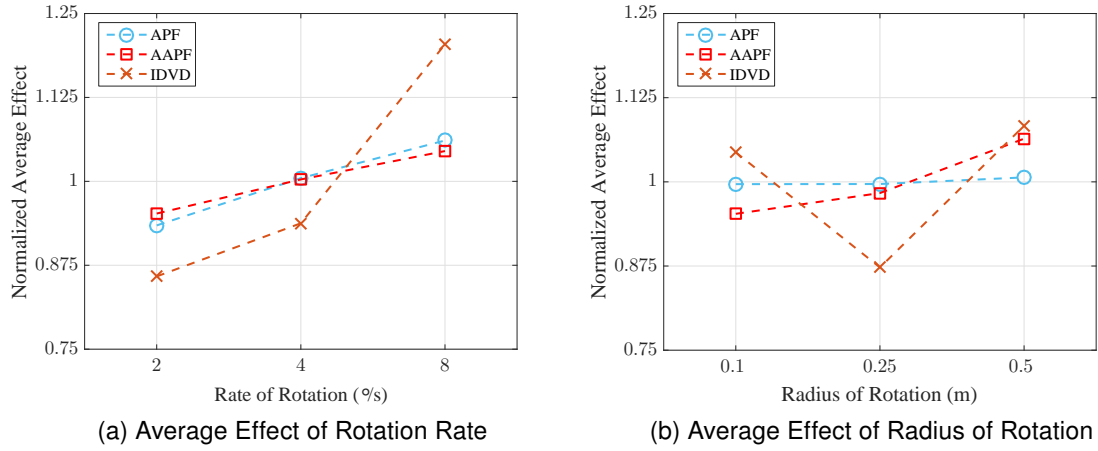 1.25
1.125
1
0.875
0.75
Normalized Average Effect
APF
AAPF
IDVD
2 4 8
Rate of Rotation (°/s)
(a) Average Effect of Rotation Rate
1.25
1.125
1
0.875
0.75
Normalized Average Effect
APF
AAPF
IDVD
0.1 0.25 0.5
Radius of Rotation (m)
(b) Average Effect of Radius of Rotation